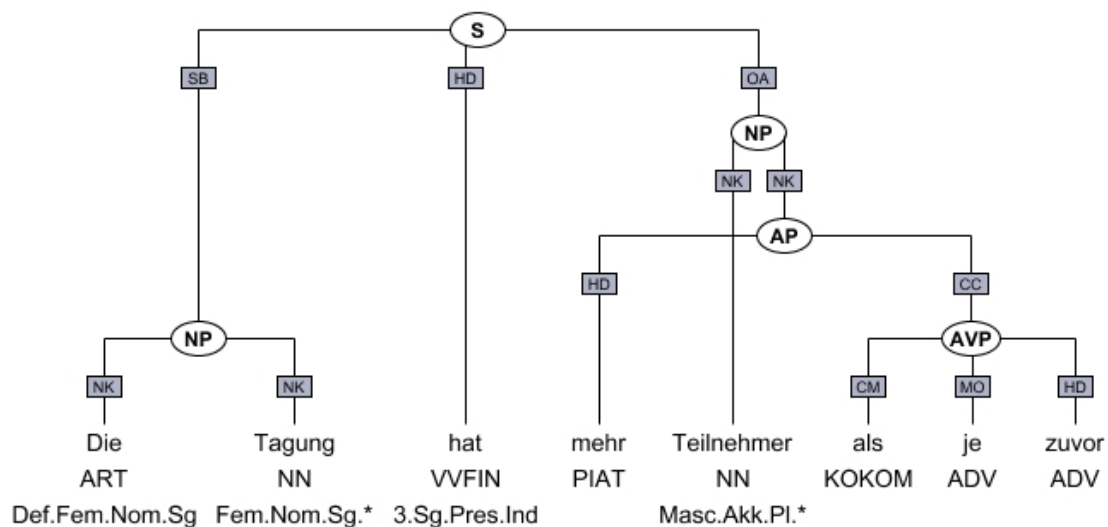 S
SB HD OA
NP
NK NK
AP
HD CC
NP AVP
NK NK CM MO HD
Die Tagung hat mehr Teilnehmer als je zuvor
ART NN VVFIN PIAT NN KOKOM ADV ADV
Def.Fem.Nom.Sg Fem.Nom.Sg.* 3.Sg.Pres.Ind Masc.Akk.Pl.*